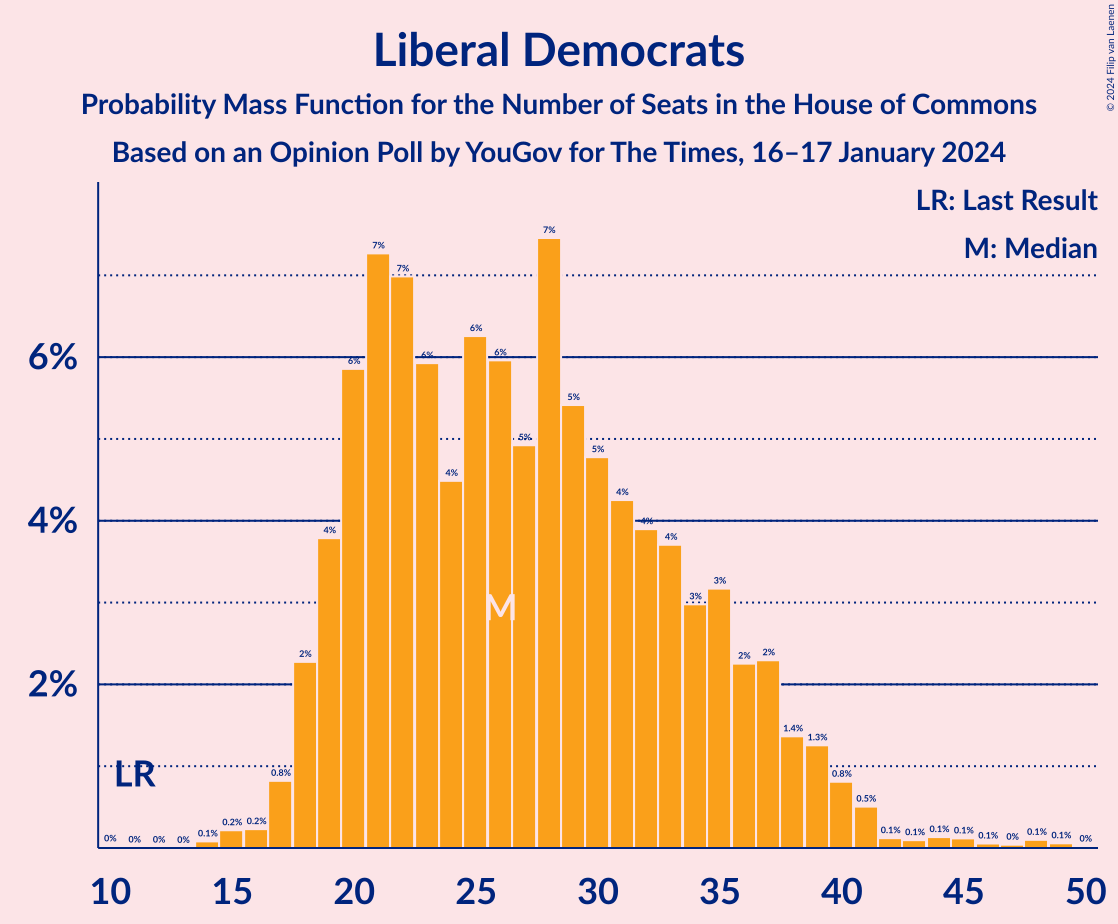 Liberal Democrats
Probability Mass Function for the Number of Seats in the House of Commons
Based on an Opinion Poll by YouGov for The Times, 16–17 January 2024
© 2024 Filip van Laenen
LR: Last Result
M: Median
6%
4%
2%
0% 0% 0% 0% 0.1% 0.2% 0.2% 0.8% 2% 4% 6% 7% 7% 6% 4% 6% 6% 5% 7% 5% 5% 4% 4% 4% 3% 3% 2% 2% 1.4% 1.3% 0.8% 0.5% 0.1% 0.1% 0.1% 0.1% 0.1% 0% 0.1% 0.1% 0%
M
LR
10 15 20 25 30 35 40 45 50